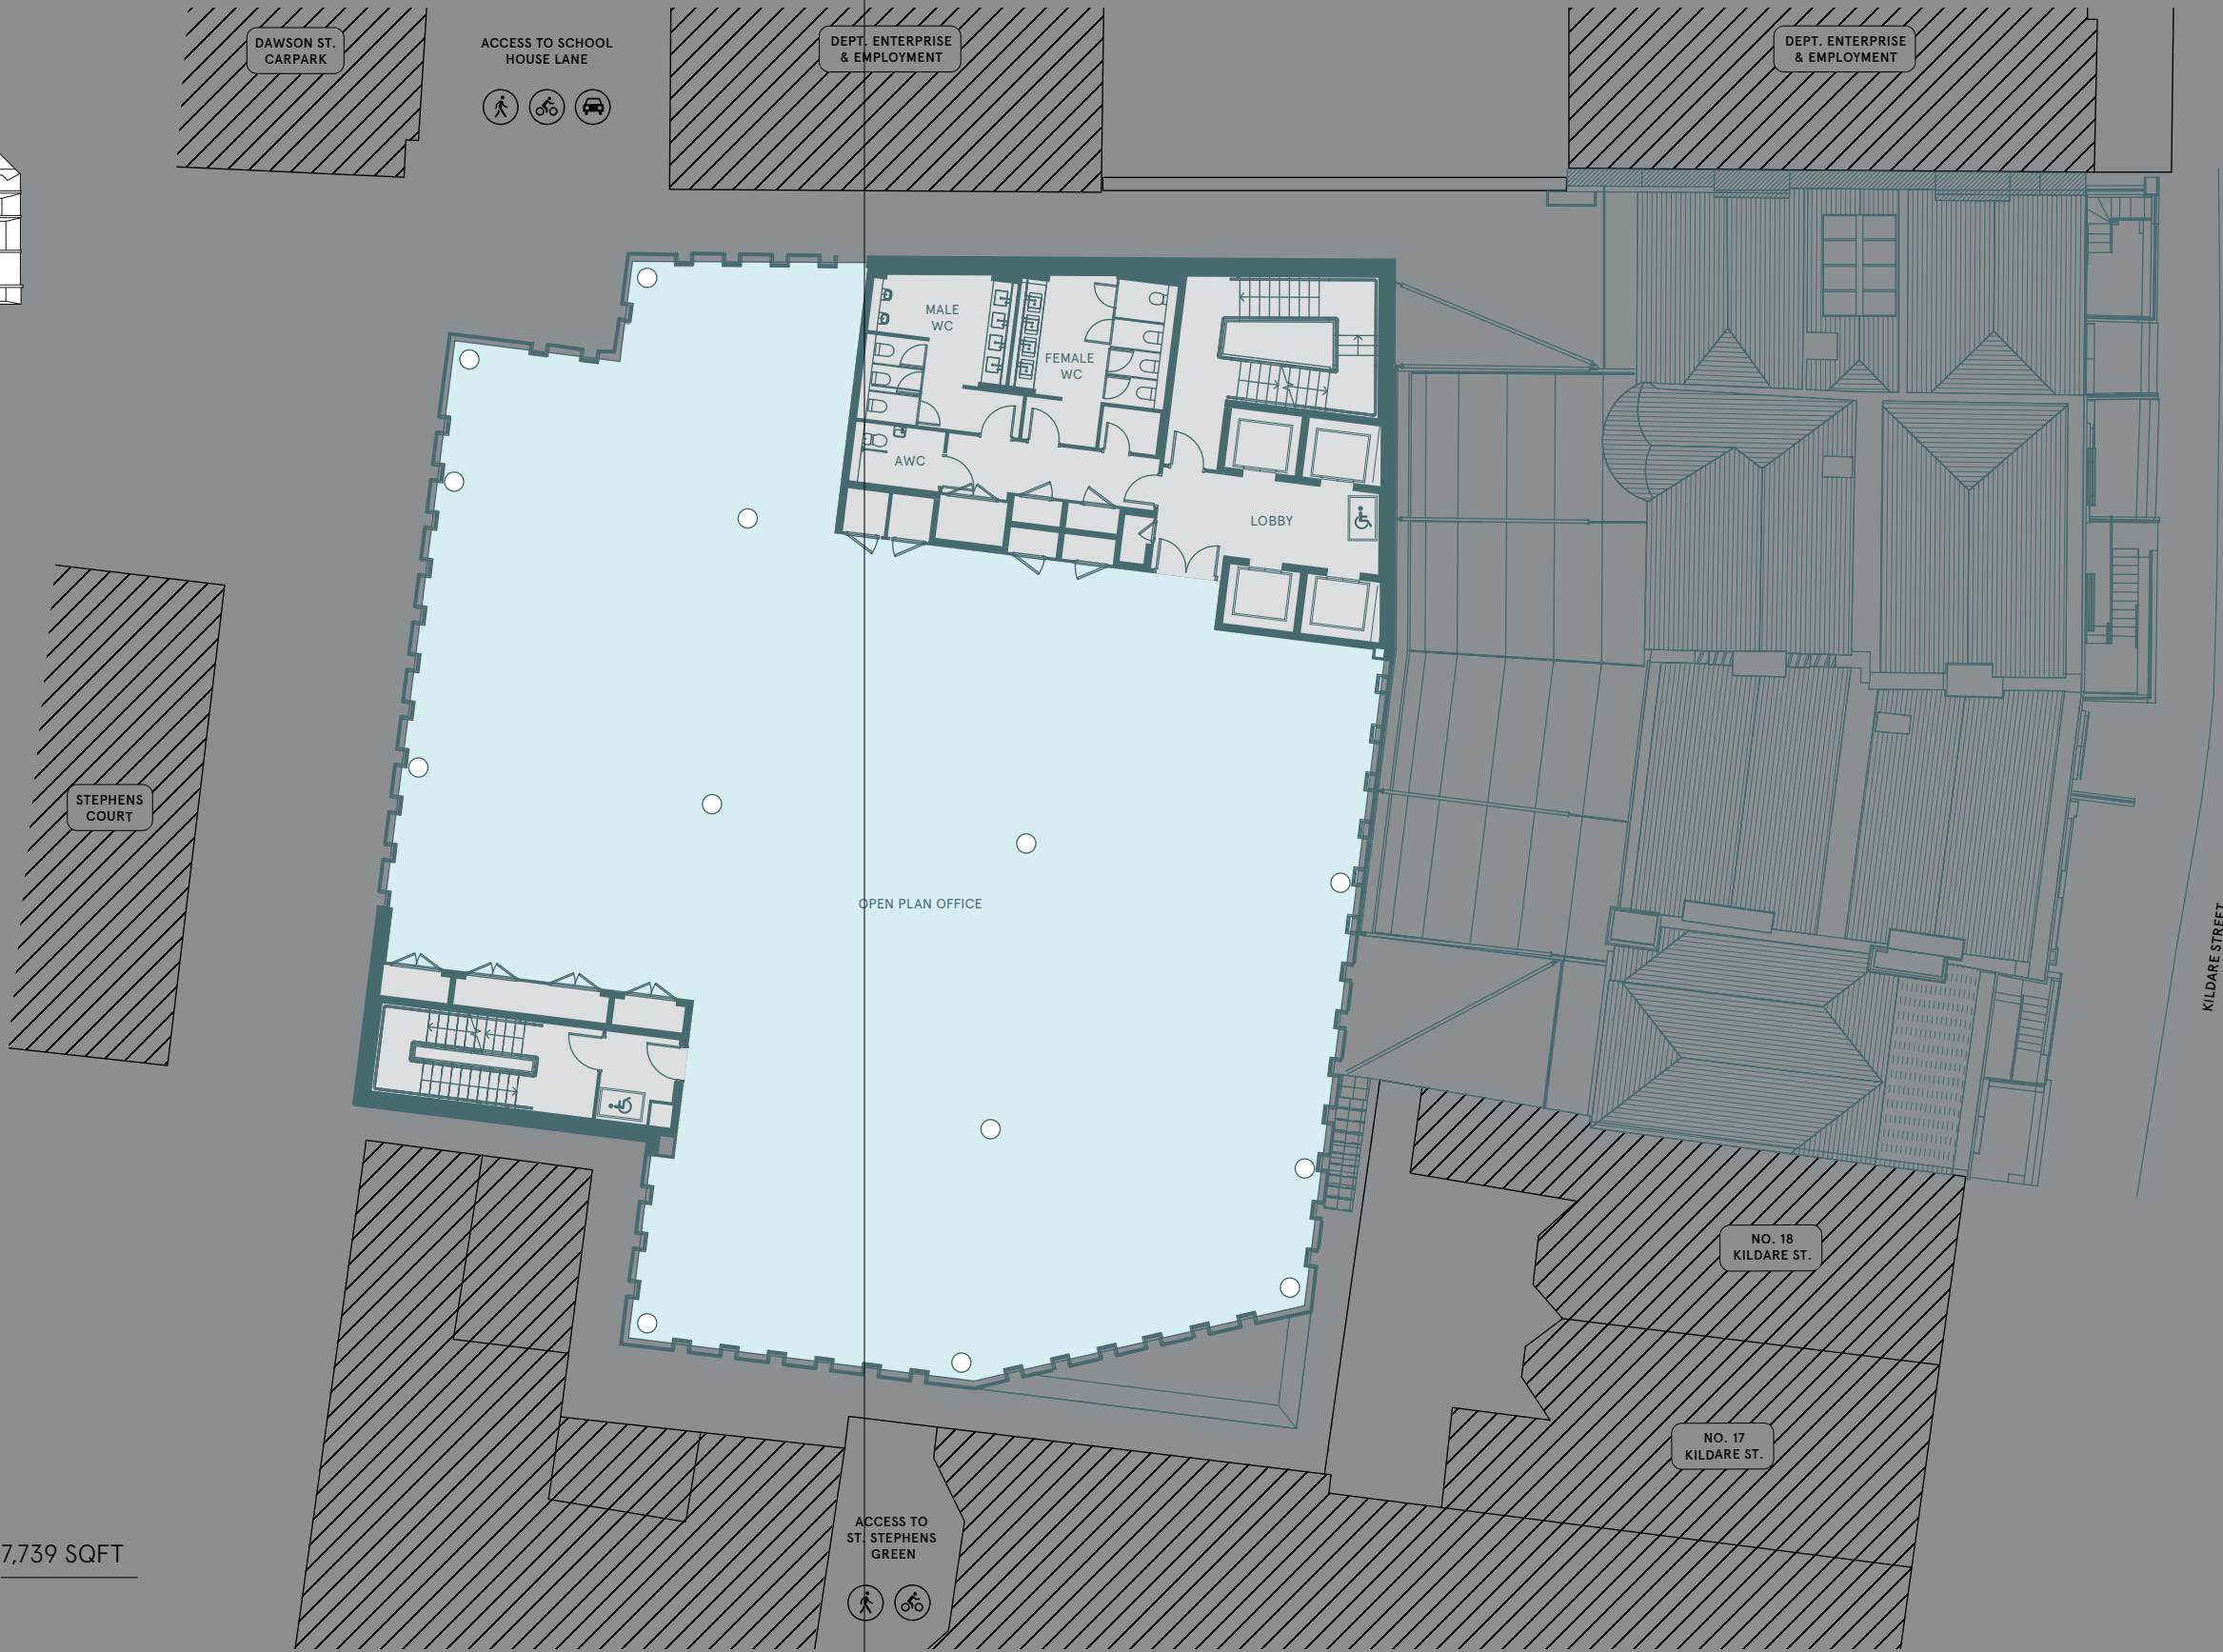 DAWSON ST.
CARPARK
ACCESS TO SCHOOL
HOUSE LANE
DEPT. ENTERPRISE
& EMPLOYMENT
DEPT. ENTERPRISE
& EMPLOYMENT
MALE
WC
FEMALE
WC
AWC
LOBBY
STEPHENS
COURT
OPEN PLAN OFFICE
KILDARE STREET
NO. 18
KILDARE ST.
NO. 17
KILDARE ST.
ACCESS TO
ST. STEPHENS
GREEN
7,739 SQFT